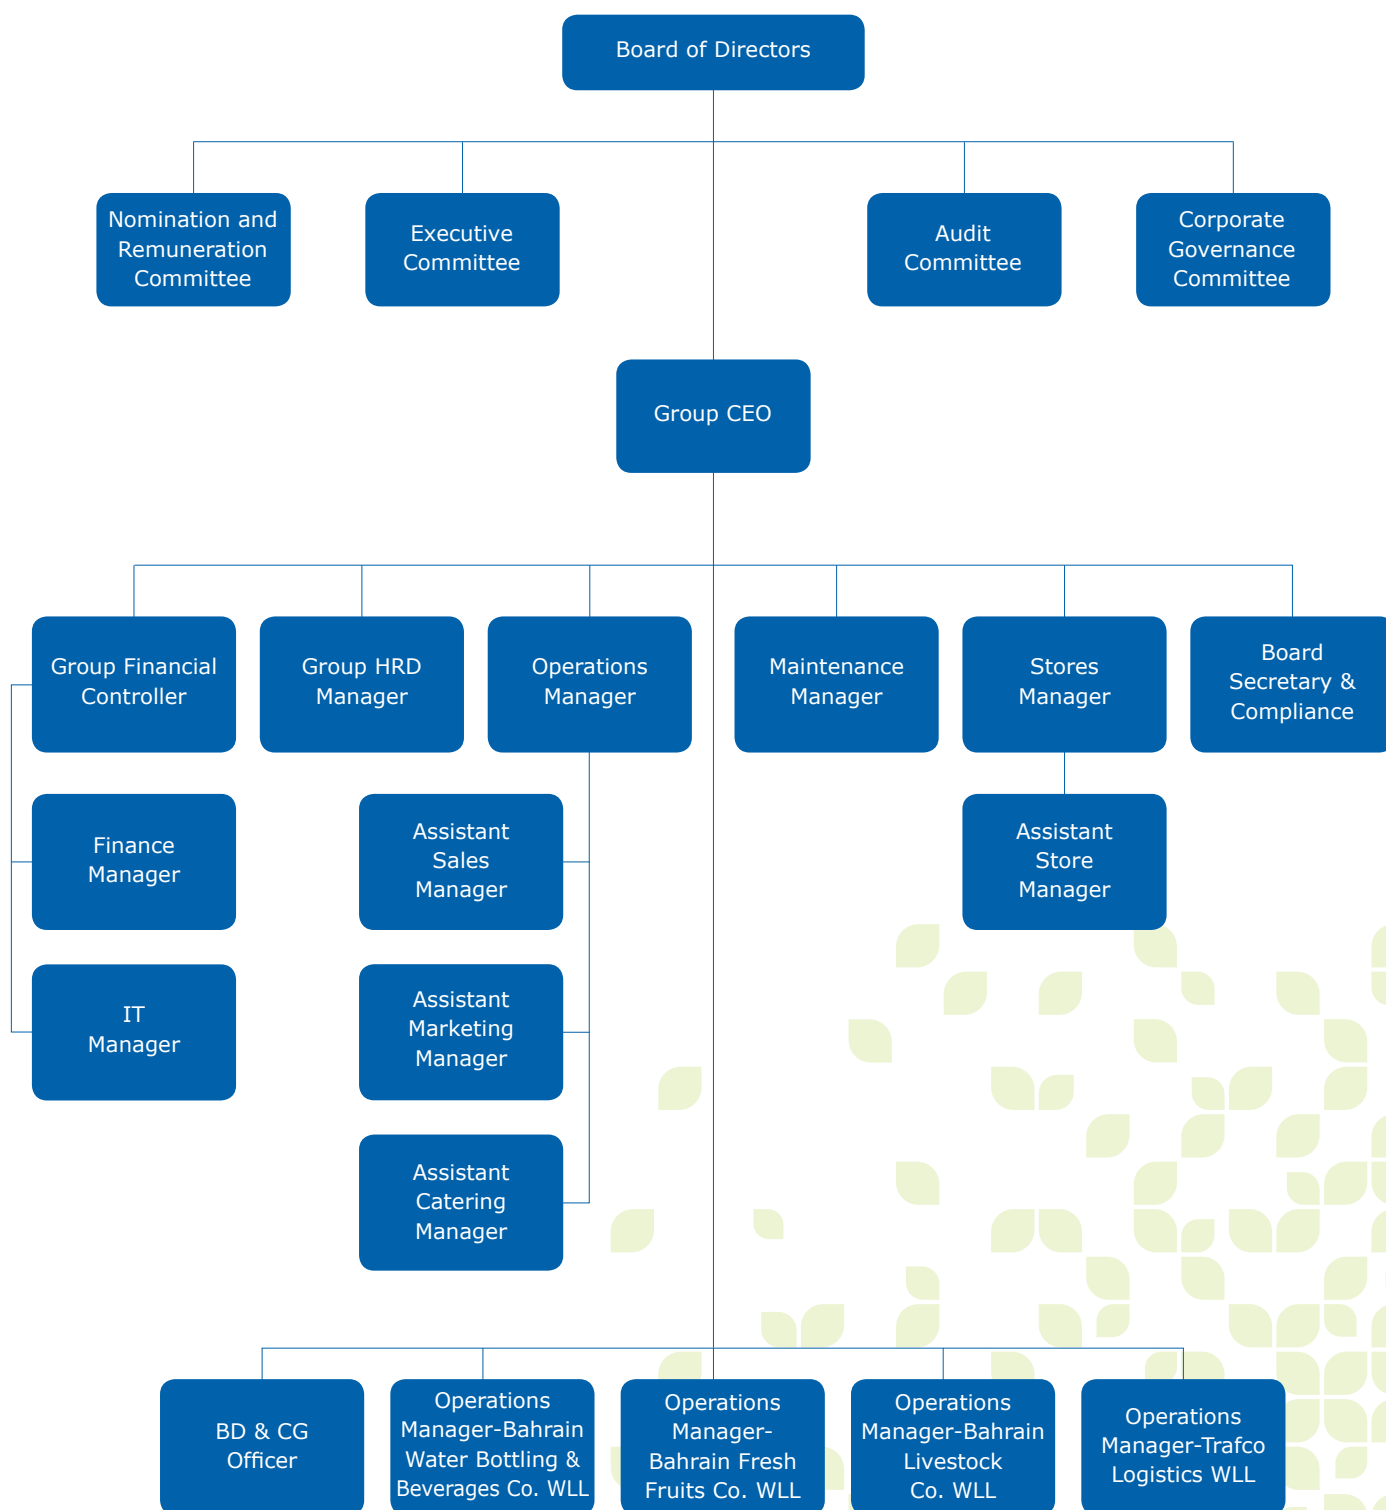 Board of Directors
Nomination and
Remuneration
Committee
Executive
Committee
Audit
Committee
Corporate
Governance
Committee
Group CEO
Group Financial
Controller
Group HRD
Manager
Operations
Manager
Maintenance
Manager
Stores
Manager
Board
Secretary &
Compliance
Finance
Manager
Assistant
Sales
Manager
Assistant
Store
Manager
IT
Manager
Assistant
Marketing
Manager
Assistant
Catering
Manager
BD & CG
Officer
Operations
Manager-Bahrain
Water Bottling &
Beverages Co. WLL
Operations
Manager-
Bahrain Fresh
Fruits Co. WLL
Operations
Manager-Bahrain
Livestock
Co. WLL
Operations
Manager-Trafco
Logistics WLL